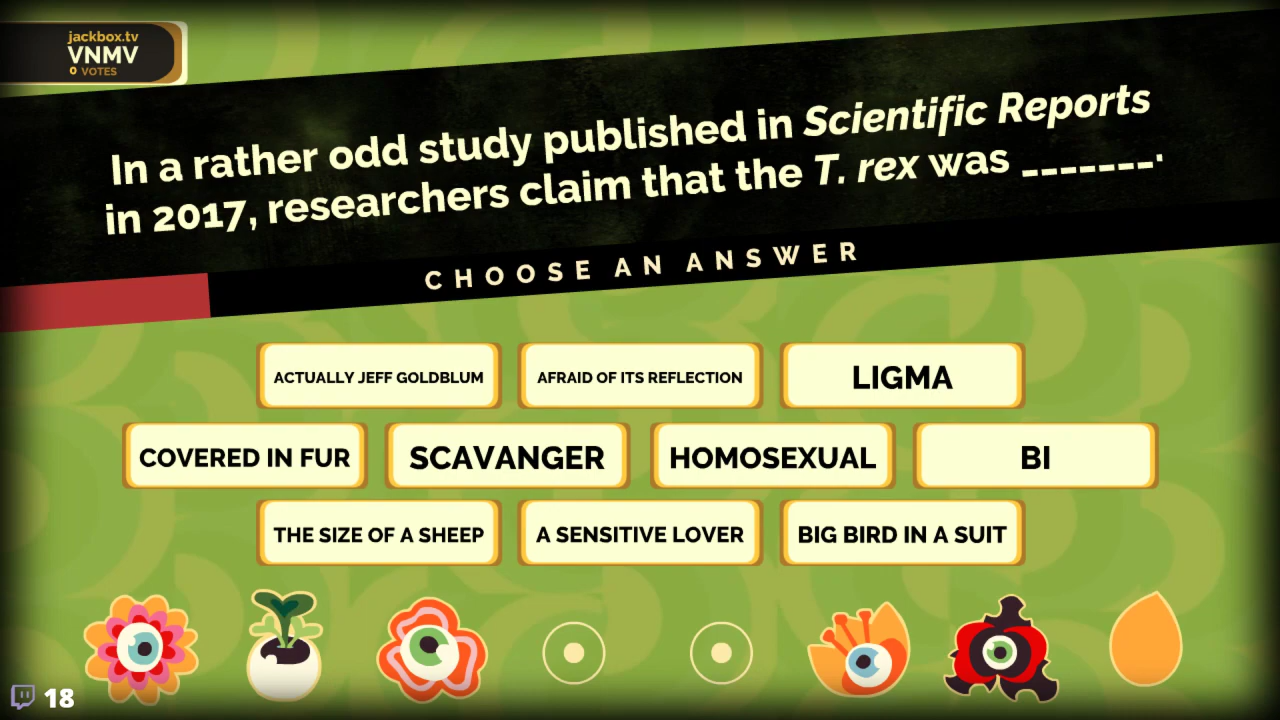 jackbox.tv
VNMV
0 VOTES
In a rather odd study published in Scientific Reports
in 2017, researchers claim that the T. rex was _______.
CHOOSE AN ANSWER
ACTUALLY JEFF GOLDBLUM
AFRAID OF ITS REFLECTION
LIGMA
COVERED IN FUR
SCAVANGER
HOMOSEXUAL
BI
THE SIZE OF A SHEEP
A SENSITIVE LOVER
BIG BIRD IN A SUIT
18